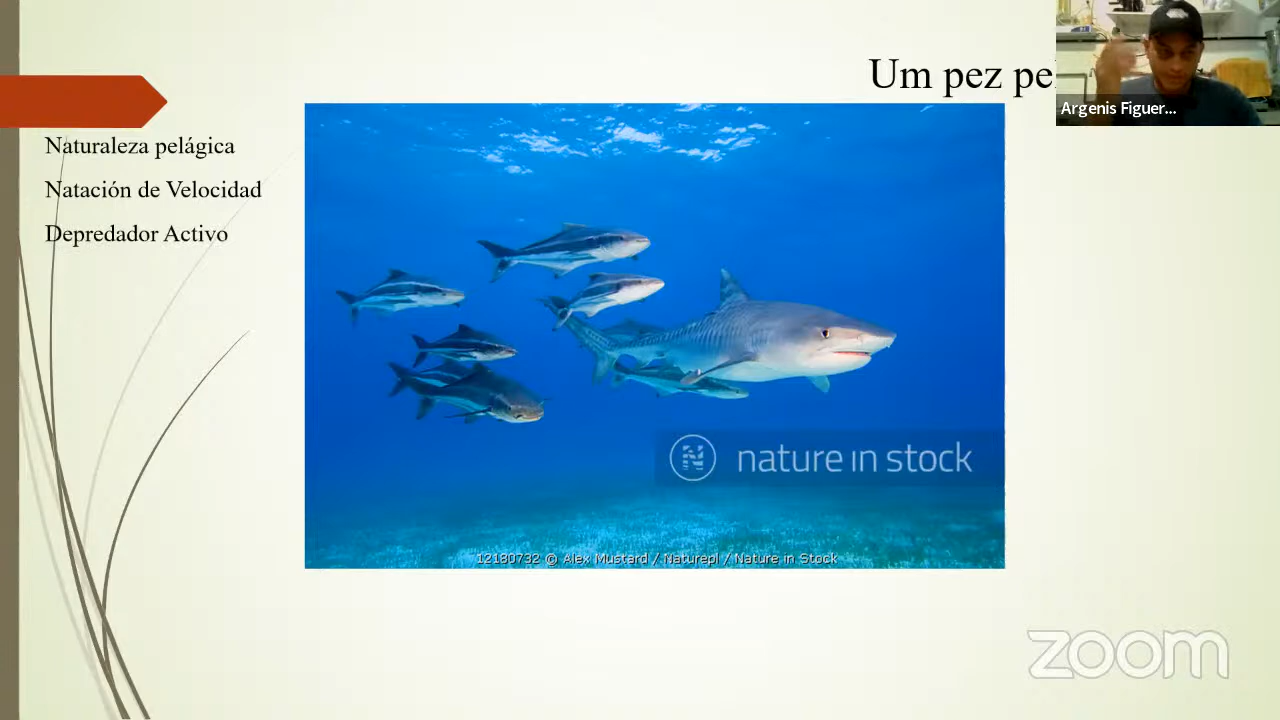 Um pez
Argenis Figuer...
Naturaleza pelágica
Natación de Velocidad
Depredador Activo
nature in stock
12180732 © Alex Mustard / Naturepl / Nature in Stock
zoom